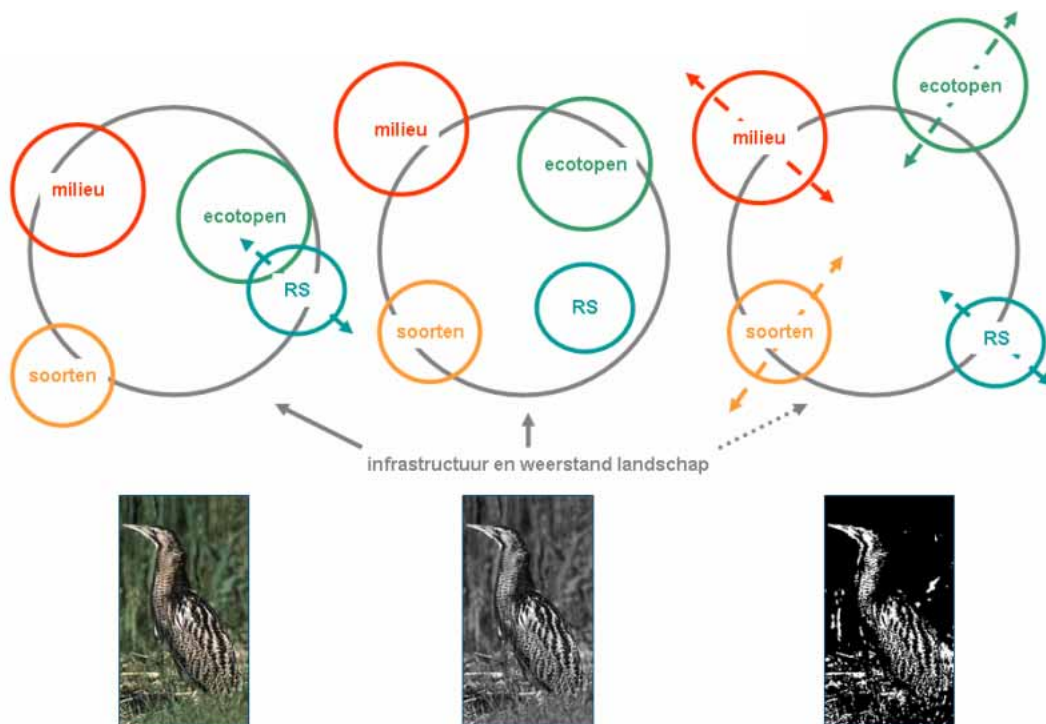 milieu
ecotopen
RS
soorten
milieu
ecotopen
RS
soorten
milieu
ecotopen
soorten
RS
infrastructuur en weerstand landschap